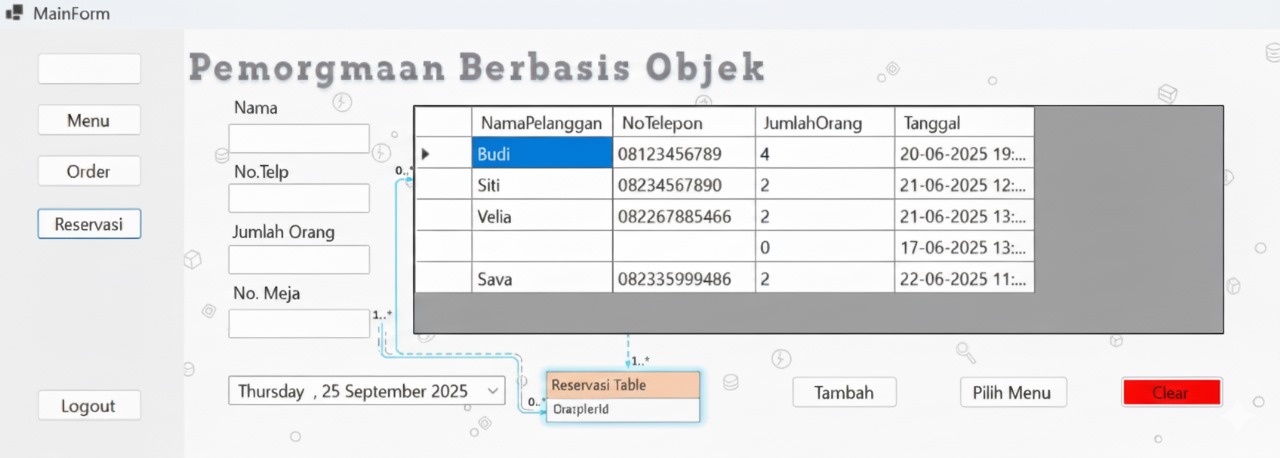 MainForm
Pemorgmaan Berbasis Objek
Menu
Order
Reservasi
Logout
Nama
No.Telp
Jumlah Orang
No. Meja
Thursday , 25 September 2025
NamaPelanggan NoTelepon JumlahOrang Tanggal
Budi 08123456789 4 20-06-2025 19:...
Siti 08234567890 2 21-06-2025 12:...
Velia 082267885466 2 21-06-2025 13:...
0 17-06-2025 13:...
Sava 082335999486 2 22-06-2025 11:...
0..*
1..*
1..*
0..
Reservasi Table
Tambah
Pilih Menu
Clear